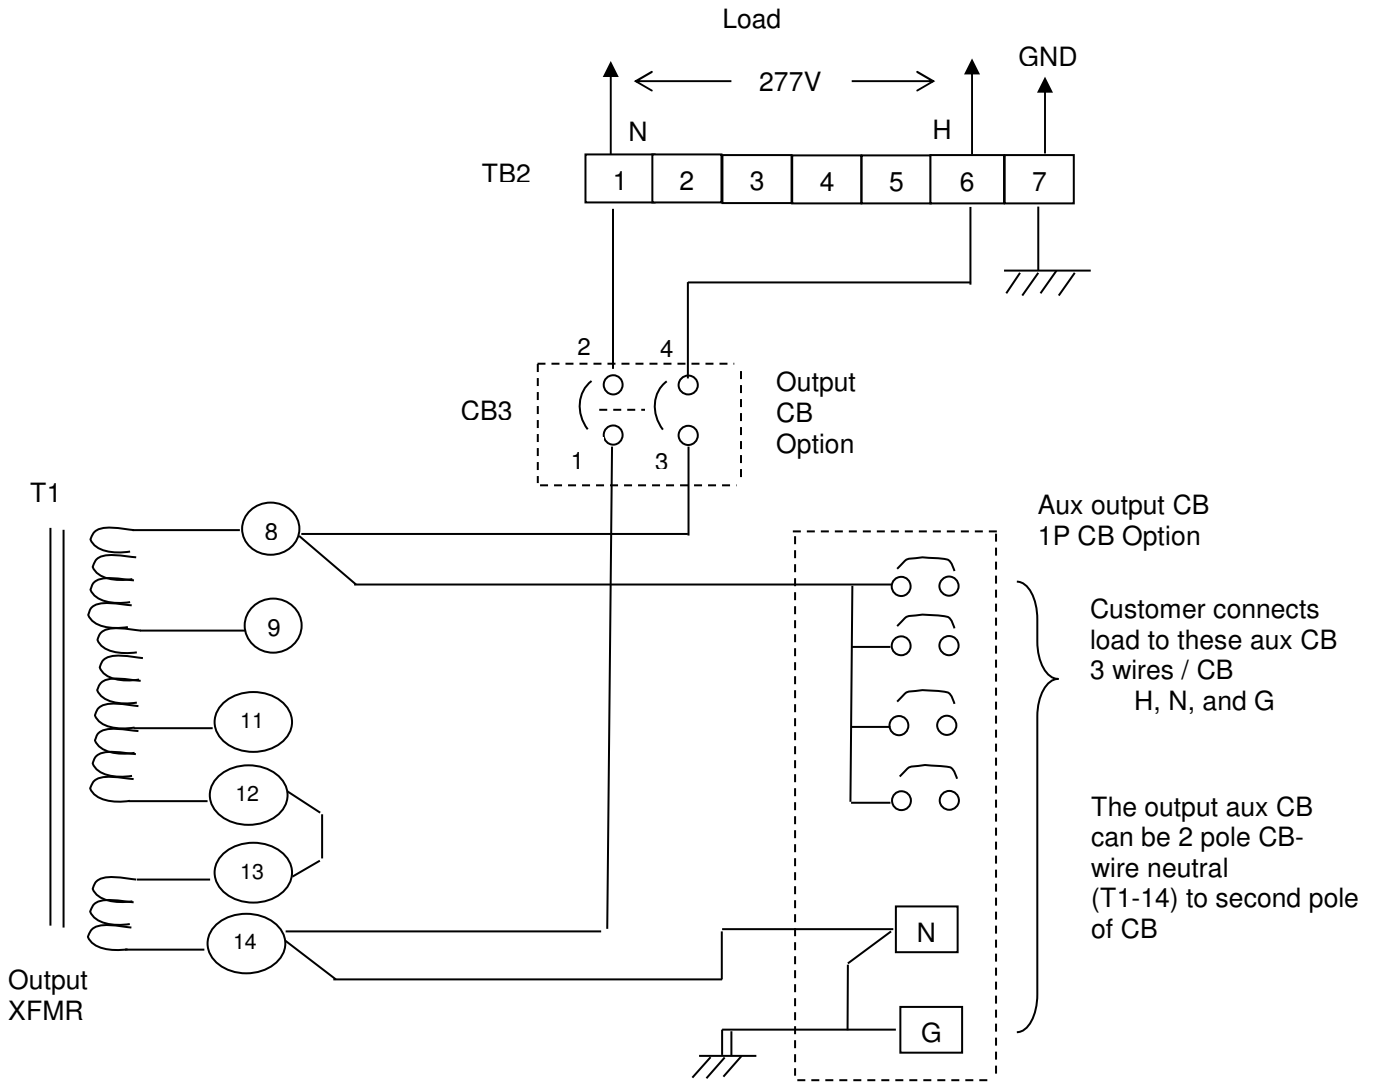 Load
GND
277V
N
H
TB2
1 2 3 4 5 6 7
2 4
CB3
1 3
Output
CB
Option
T1
8
9
11
12
13
14
Output
XFMR
Aux output CB
1P CB Option
Customer connects
load to these aux CB
3 wires / CB
H, N, and G
The output aux CB
can be 2 pole CB-
wire neutral
(T1-14) to second pole
of CB
N
G